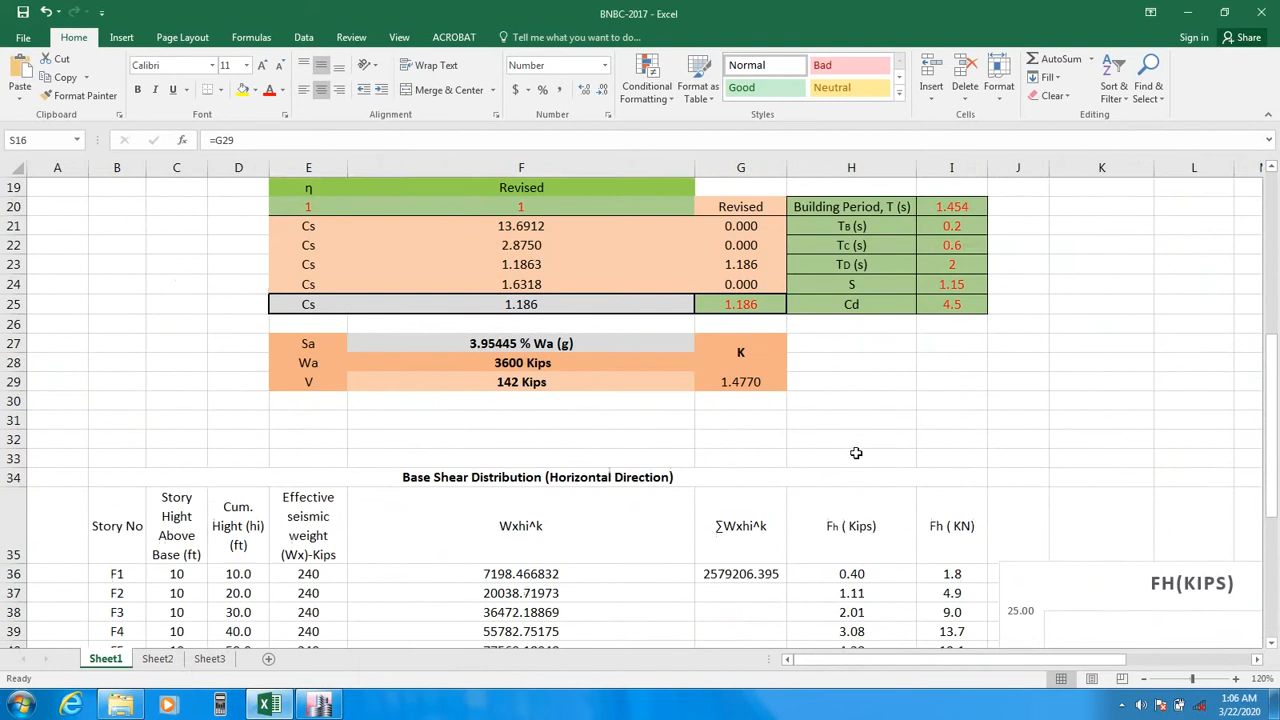 BNBC-2017 - Excel
File Home Insert Page Layout Formulas Data Review View ACROBAT Tell me what you want to do... Sign in Share
Cut
Copy
Format Painter
Paste
Clipboard
Calibri 11
B I U
Font
Wrap Text
Merge & Center
Alignment
Number
$ % ,
Number
Conditional Formatting
Format as Table
Normal Bad
Good Neutral
Styles
Insert Delete Format
Cells
AutoSum
Fill
Clear
Sort & Filter
Find & Select
Editing
S16 =G29
A B C D E F G H I J K L
19 η Revised
20 1 1 Revised Building Period, T (s) 1.454
21 Cs 13.6912 0.000 TB (s) 0.2
22 Cs 2.8750 0.000 TC (s) 0.6
23 Cs 1.1863 1.186 TD (s) 2
24 Cs 1.6318 0.000 S 1.15
25 Cs 1.186 1.186 Cd 4.5
26
27 Sa 3.95445 % Wa (g) K
28 Wa 3600 Kips
29 V 142 Kips 1.4770
30
31
32
33
34 Base Shear Distribution (Horizontal Direction)
35 Story No Story Hight Above Base (ft) Cum. Hight (hi) (ft) Effective seismic weight (Wx)-Kips Wxhi^k ∑Wxhi^k Fh ( Kips) Fh ( KN)
36 F1 10 10.0 240 7198.466832 2579206.395 0.40 1.8
37 F2 10 20.0 240 20038.71973 1.11 4.9
38 F3 10 30.0 240 36472.18869 2.01 9.0
39 F4 10 40.0 240 55782.75175 3.08 13.7
FH(KIPS)
25.00
Sheet1 Sheet2 Sheet3
Ready 120%
1:06 AM
3/22/2020